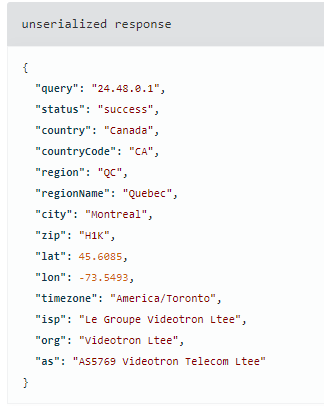 unserialized response
{
"query": "24.48.0.1",
"status": "success",
"country": "Canada",
"countryCode": "CA",
"region": "QC",
"regionName": "Quebec",
"city": "Montreal",
"zip": "H1K",
"lat": 45.6085,
"lon": -73.5493,
"timezone": "America/Toronto",
"isp": "Le Groupe Videotron Ltee",
"org": "Videotron Ltee",
"as": "AS5769 Videotron Telecom Ltee"
}